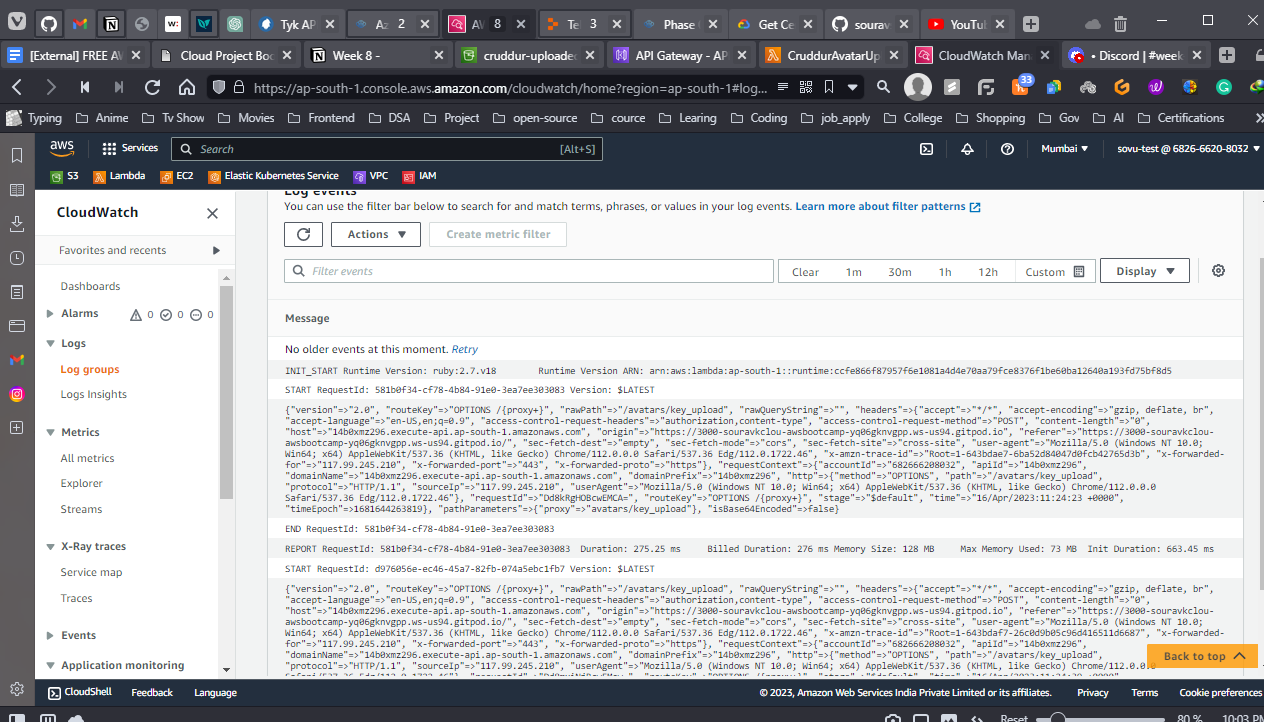 Tyk AP
Az 2
AV 8
Te 3
Phase
Get Ce
sourav
YouTu
[External] FREE AV
Cloud Project Boc
Week 8 -
cruddur-uploaded
API Gateway - AP
CruddurAvatarUp
CloudWatch Man
• Discord | #week
https://ap-south-1.console.aws.amazon.com/cloudwatch/home?region=ap-south-1#log...
33
Typing
Anime
Tv Show
Movies
Frontend
DSA
Project
open-source
cource
Learing
Coding
job_apply
College
Shopping
Gov
AI
Certifications
aws
Services
Search
[Alt+S]
Mumbai
sovu-test @ 6826-6620-8032
S3
Lambda
EC2
Elastic Kubernetes Service
VPC
IAM
CloudWatch
Favorites and recents
Dashboards
Alarms
0
0
0
Logs
Log groups
Logs Insights
Metrics
All metrics
Explorer
Streams
X-Ray traces
Service map
Traces
Events
Application monitoring
Log events
You can use the filter bar below to search for and match terms, phrases, or values in your log events. Learn more about filter patterns
Actions
Create metric filter
Filter events
Clear
1m
30m
1h
12h
Custom
Display
Message
No older events at this moment. Retry
INIT_START Runtime Version: ruby:2.7.v18 Runtime Version ARN: arn:aws:lambda:ap-south-1::runtime:ccfe866f87957f6e1081a4d4e70aa79fce8376f1be60ba12640a193fd75bf8d5
START RequestId: 581b0f34-cf78-4b84-91e0-3ea7ee303083 Version: $LATEST
{"version"=>"2.0", "routeKey"=>"OPTIONS /{proxy+}", "rawPath"=>"/avatars/key_upload", "rawQueryString"=>"", "headers"=>{"accept"=>"*/*", "accept-encoding"=>"gzip, deflate, br",
"accept-language"=>"en-US,en;q=0.9", "access-control-request-headers"=>"authorization,content-type", "access-control-request-method"=>"POST", "content-length"=>"0",
"host"=>"14b0xmz296.execute-api.ap-south-1.amazonaws.com", "origin"=>"https://3000-souravkclou-awsbootcamp-yq06gknvgpp.ws-us94.gitpod.io", "referer"=>"https://3000-souravkclou-
awsbootcamp-yq06gknvgpp.ws-us94.gitpod.io/", "sec-fetch-dest"=>"empty", "sec-fetch-mode"=>"cors", "sec-fetch-site"=>"cross-site", "user-agent"=>"Mozilla/5.0 (Windows NT 10.0;
Win64; x64) AppleWebKit/537.36 (KHTML, like Gecko) Chrome/112.0.0.0 Safari/537.36 Edg/112.0.1722.46", "x-amzn-trace-id"=>"Root=1-643bdae7-6ba52d84047d0fcb42765d3b", "x-forwarded-
for"=>"117.99.245.210", "x-forwarded-port"=>"443", "x-forwarded-proto"=>"https"}, "requestContext"=>{"accountId"=>"682666208032", "apiId"=>"14b0xmz296",
"domainName"=>"14b0xmz296.execute-api.ap-south-1.amazonaws.com", "domainPrefix"=>"14b0xmz296", "http"=>{"method"=>"OPTIONS", "path"=>"/avatars/key_upload",
"protocol"=>"HTTP/1.1", "sourceIp"=>"117.99.245.210", "userAgent"=>"Mozilla/5.0 (Windows NT 10.0; Win64; x64) AppleWebKit/537.36 (KHTML, like Gecko) Chrome/112.0.0.0
Safari/537.36 Edg/112.0.1722.46"}, "requestId"=>"Dd8kRgHOBcwEMCA=", "routeKey"=>"OPTIONS /{proxy+}", "stage"=>"$default", "time"=>"16/Apr/2023:11:24:23 +0000",
"timeEpoch"=>1681644263819}, "pathParameters"=>{"proxy"=>"avatars/key_upload"}, "isBase64Encoded"=>false}
END RequestId: 581b0f34-cf78-4b84-91e0-3ea7ee303083
REPORT RequestId: 581b0f34-cf78-4b84-91e0-3ea7ee303083 Duration: 275.25 ms Billed Duration: 276 ms Memory Size: 128 MB Max Memory Used: 73 MB Init Duration: 663.45 ms
START RequestId: d976056e-ec46-45a7-82fb-074a5ebc1fb7 Version: $LATEST
{"version"=>"2.0", "routeKey"=>"OPTIONS /{proxy+}", "rawPath"=>"/avatars/key_upload", "rawQueryString"=>"", "headers"=>{"accept"=>"*/*", "accept-encoding"=>"gzip, deflate, br",
"accept-language"=>"en-US,en;q=0.9", "access-control-request-headers"=>"authorization,content-type", "access-control-request-method"=>"POST", "content-length"=>"0",
"host"=>"14b0xmz296.execute-api.ap-south-1.amazonaws.com", "origin"=>"https://3000-souravkclou-awsbootcamp-yq06gknvgpp.ws-us94.gitpod.io", "referer"=>"https://3000-souravkclou-
awsbootcamp-yq06gknvgpp.ws-us94.gitpod.io/", "sec-fetch-dest"=>"empty", "sec-fetch-mode"=>"cors", "sec-fetch-site"=>"cross-site", "user-agent"=>"Mozilla/5.0 (Windows NT 10.0;
Win64; x64) AppleWebKit/537.36 (KHTML, like Gecko) Chrome/112.0.0.0 Safari/537.36 Edg/112.0.1722.46", "x-amzn-trace-id"=>"Root=1-643bdaf7-26c0d9b05c96d416511d6687", "x-forwarded-
for"=>"117.99.245.210", "x-forwarded-port"=>"443", "x-forwarded-proto"=>"https"}, "requestContext"=>{"accountId"=>"682666208032", "apiId"=>"14b0xmz296",
"domainName"=>"14b0xmz296.execute-api.ap-south-1.amazonaws.com", "domainPrefix"=>"14b0xmz296", "http"=>{"method"=>"OPTIONS", "path"=>"/avatars/key_upload",
"protocol"=>"HTTP/1.1", "sourceIp"=>"117.99.245.210", "userAgent"=>"Mozilla/5.0 (Windows NT 10.0; Win64; x64) AppleWebKit/537.36 (KHTML, like Gecko)
Back to top
CloudShell
Feedback
Language
© 2023, Amazon Web Services India Private Limited or its affiliates.
Privacy
Terms
Cookie preferences
Reset
80 %
10:03 PM